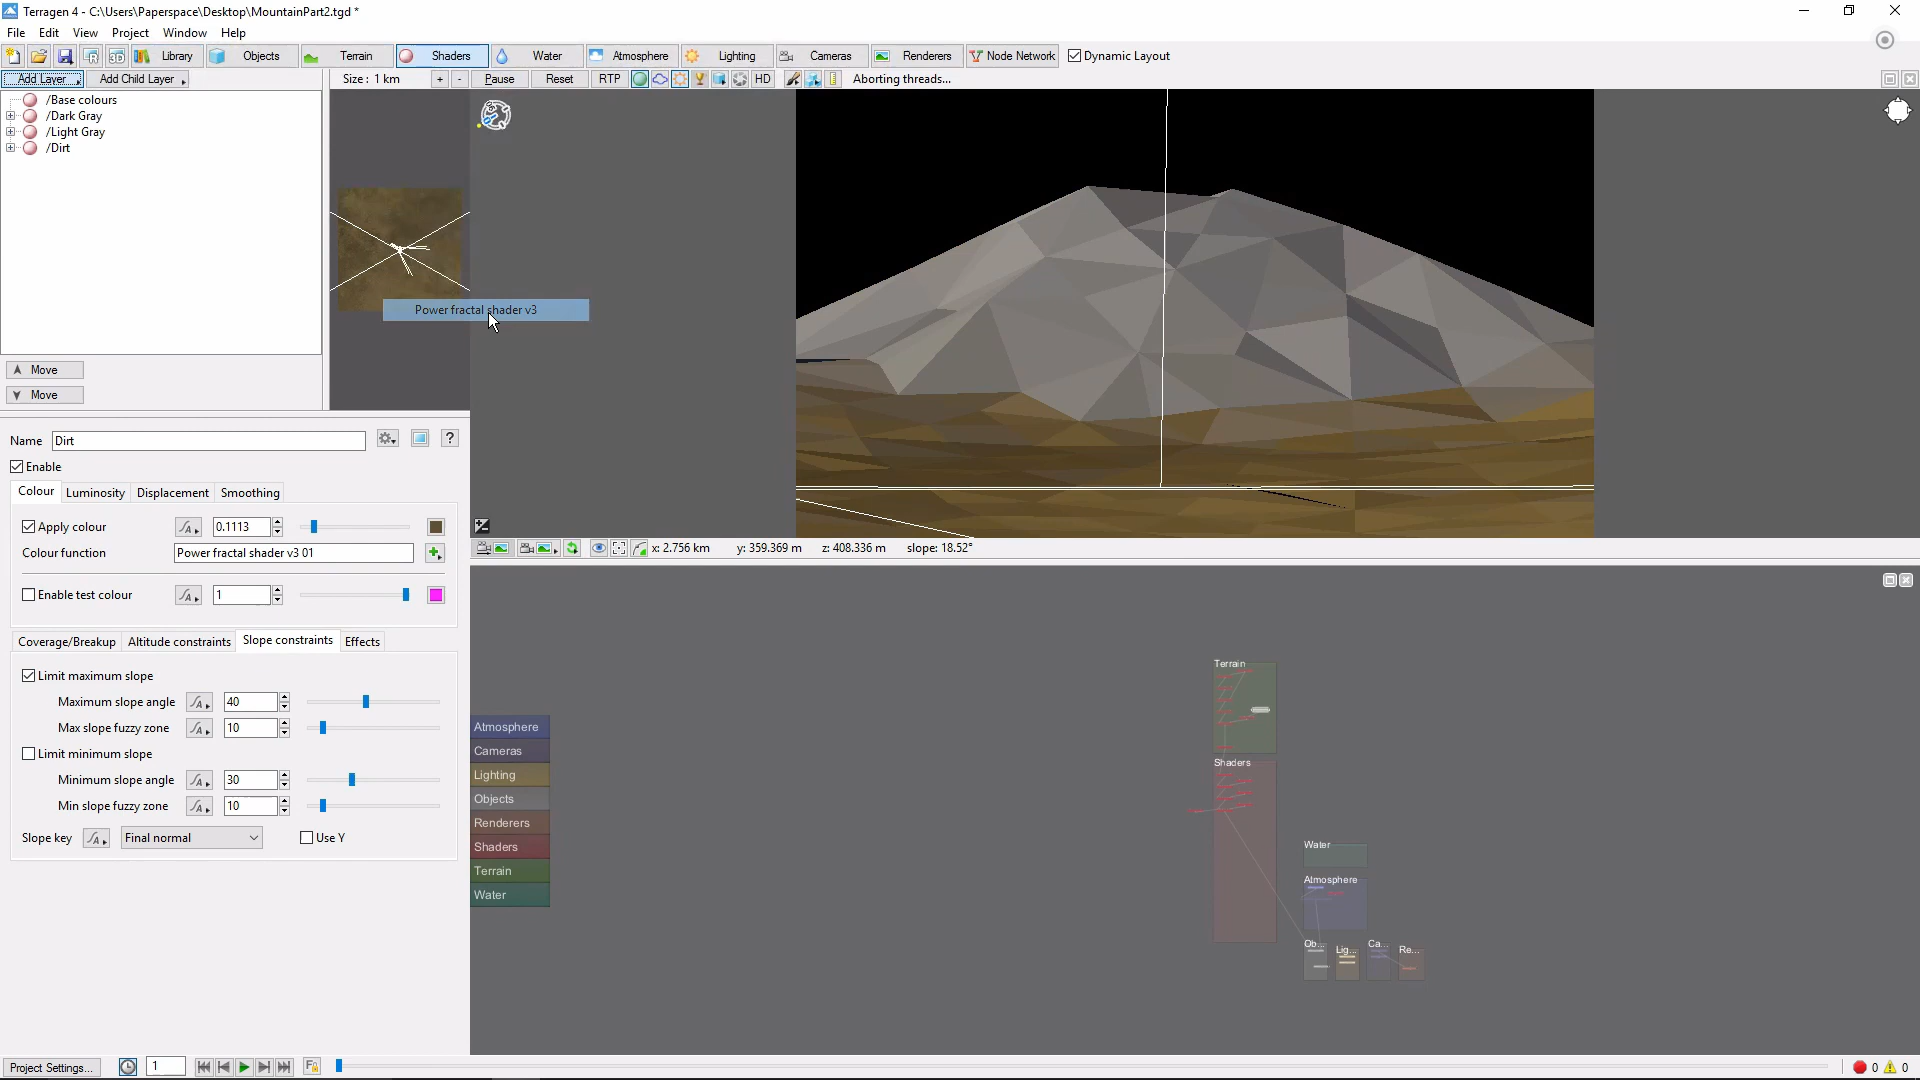 Terragen 4 - C:\Users\Paperspace\Desktop\MountainPart2.tgd *
File Edit View Project Window Help
Library Objects Terrain Shaders Water Atmosphere Lighting Cameras Renderers Node Network Dynamic Layout
Add Layer Add Child Layer Size : 1 km + - Pause Reset RTP HD Aborting threads...
/Base colours
/Dark Gray
/Light Gray
/Dirt
Power fractal shader v3
Move
Move
Name Dirt ?
Enable
Colour Luminosity Displacement Smoothing
Apply colour 0.1113
Colour function Power fractal shader v3 01
x: 2.756 km y: 359.369 m z: 408.336 m slope: 18.52°
Enable test colour 1
Coverage/Breakup Altitude constraints Slope constraints Effects
Limit maximum slope
Maximum slope angle 40
Max slope fuzzy zone 10
Limit minimum slope
Minimum slope angle 30
Min slope fuzzy zone 10
Slope key Final normal Use Y
Atmosphere
Cameras
Lighting
Objects
Renderers
Shaders
Terrain
Water
Terrain
Shaders
Water
Atmosphere
Ob... Lig... Ca... Re...
Project Settings... 1 0 0